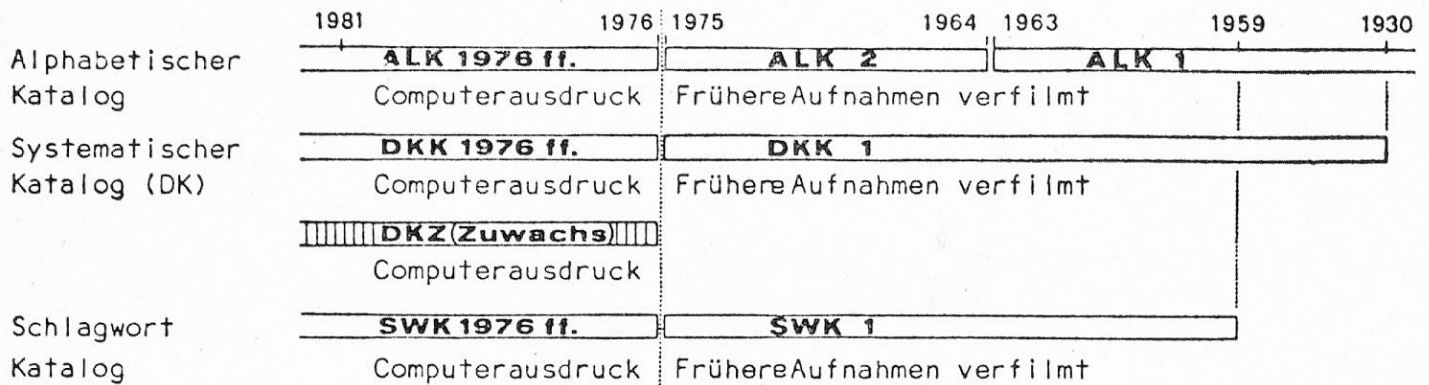 1981 1976 1975 1964 1963 1959 1930
Alphabetischer ALK 1976 ff. ALK 2 ALK 1
Katalog Computerausdruck FrühereAufnahmen verfilmt
Systematischer DKK 1976 ff. DKK 1
Katalog (DK) Computerausdruck FrühereAufnahmen verfilmt
DKZ(Zuwachs)
Computerausdruck
Schlagwort SWK 1976 ff. SWK 1
Katalog Computerausdruck FrühereAufnahmen verfilmt